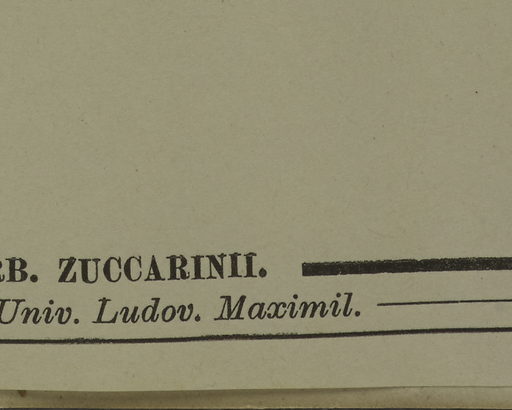 RB. ZUCCARINII.
Univ. Ludov. Maximil.